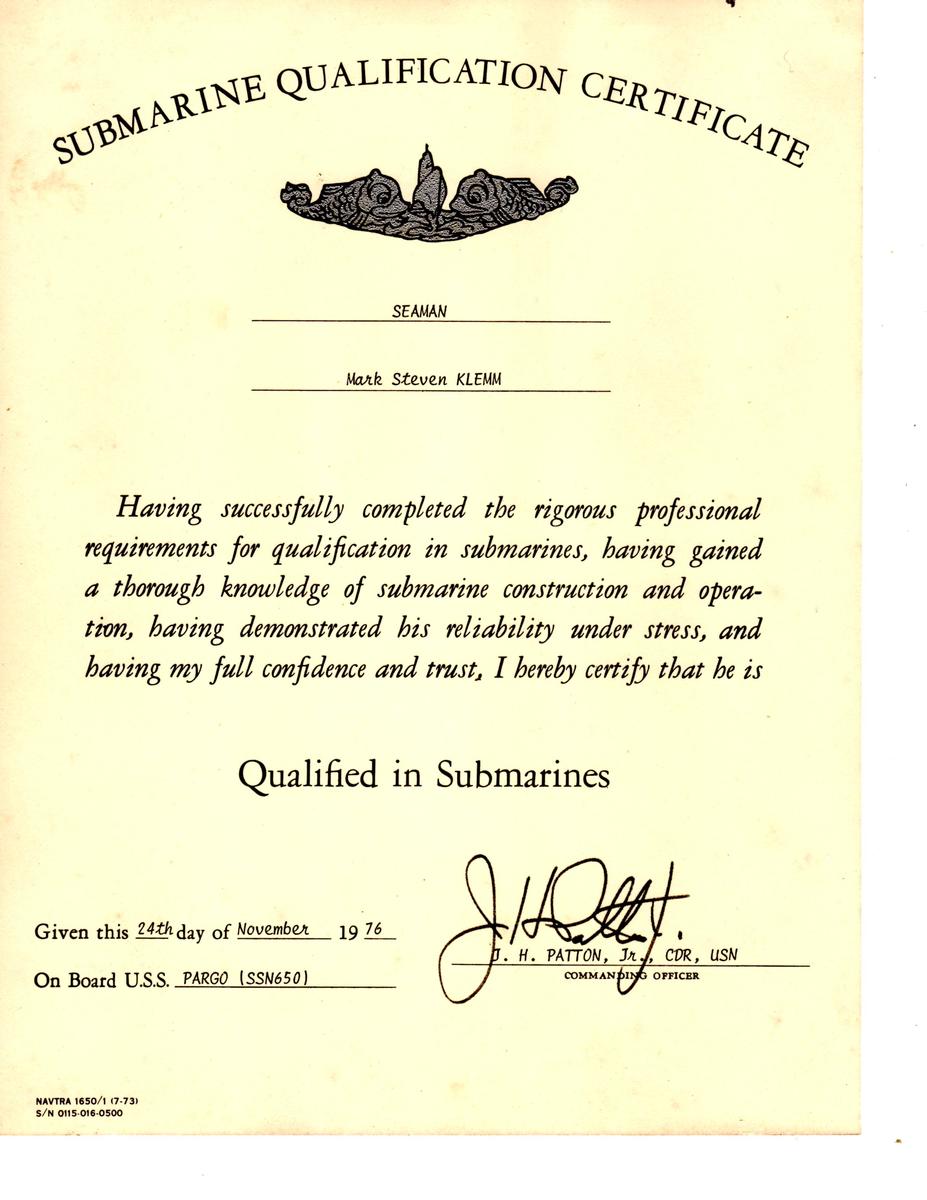 SUBMARINE QUALIFICATION CERTIFICATE
SEAMAN
Mark Steven KLEMM
Having successfully completed the rigorous professional
requirements for qualification in submarines, having gained
a thorough knowledge of submarine construction and opera-
tion, having demonstrated his reliability under stress, and
having my full confidence and trust, I hereby certify that he is
Qualified in Submarines
Given this 24th day of November 19 76
J. H. PATTON, Jr., CDR, USN
COMMANDING OFFICER
On Board U.S.S. PARGO (SSN650)
NAVTRA 1650/1 (7-73)
S/N 0115-016-0500